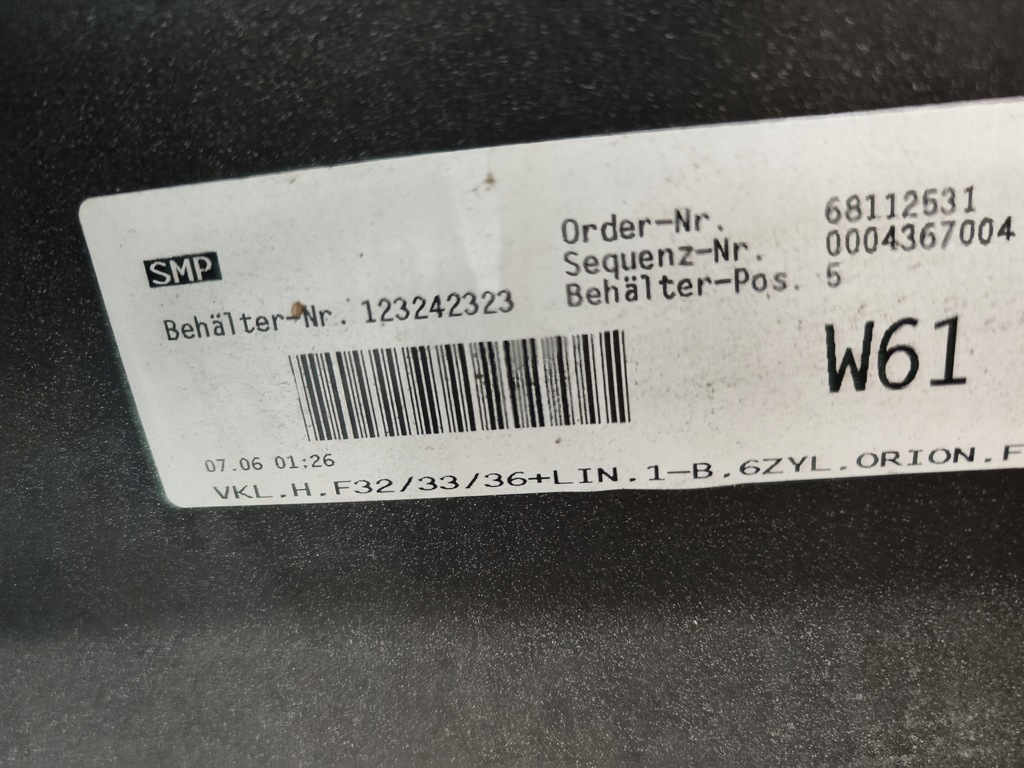 SMP
Order-Nr. 68112531
Sequenz-Nr. 0004367004
Behälter-Pos. 5
Behälter-Nr. 123242323
W61
07.06 01:26
VKL.H.F32/33/36+LIN.1-B.6ZYL.ORION.F